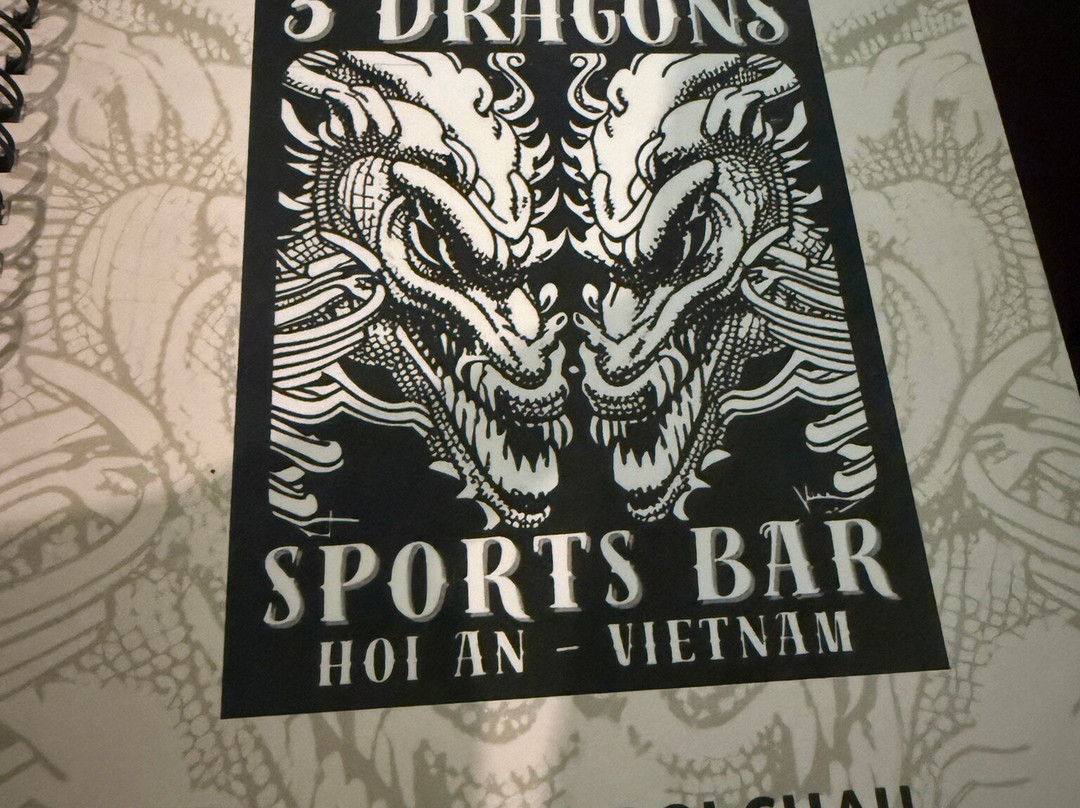 3 DRAGONS
SPORTS BAR
HOI AN - VIETNAM